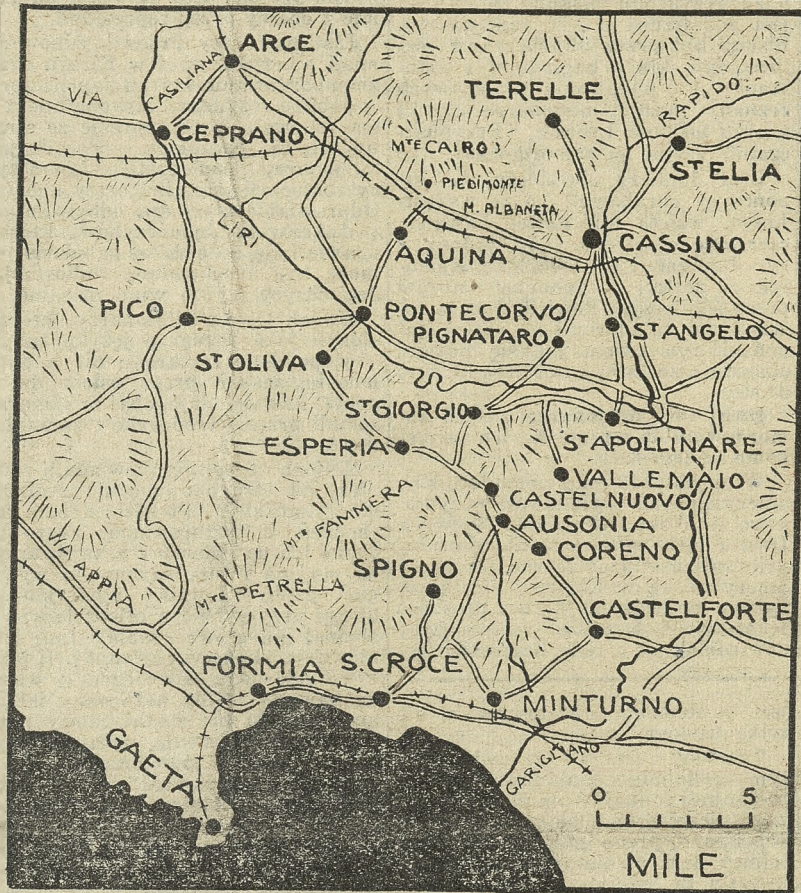 ARCE
VIA CASILIANA
TERELLE
RAPIDO
CEPRANO
MTE CAIRO
ST ELIA
PIEDIMONTE
M. ALBANETA
LIRI
AQUINA
CASSINO
PICO
PONTECORVO
PIGNATARO
ST ANGELO
ST OLIVA
ST GIORGIO
ESPERIA
ST APOLLINARE
VALLEMAIO
CASTELNUOVO
MTE FAMMERA
AUSONIA
CORENO
VIA APPIA
SPIGNO
MTE PETRELLA
CASTELFORTE
FORMIA
S. CROCE
MINTURNO
GAETA
GARIGLIANO
0 5
MILE